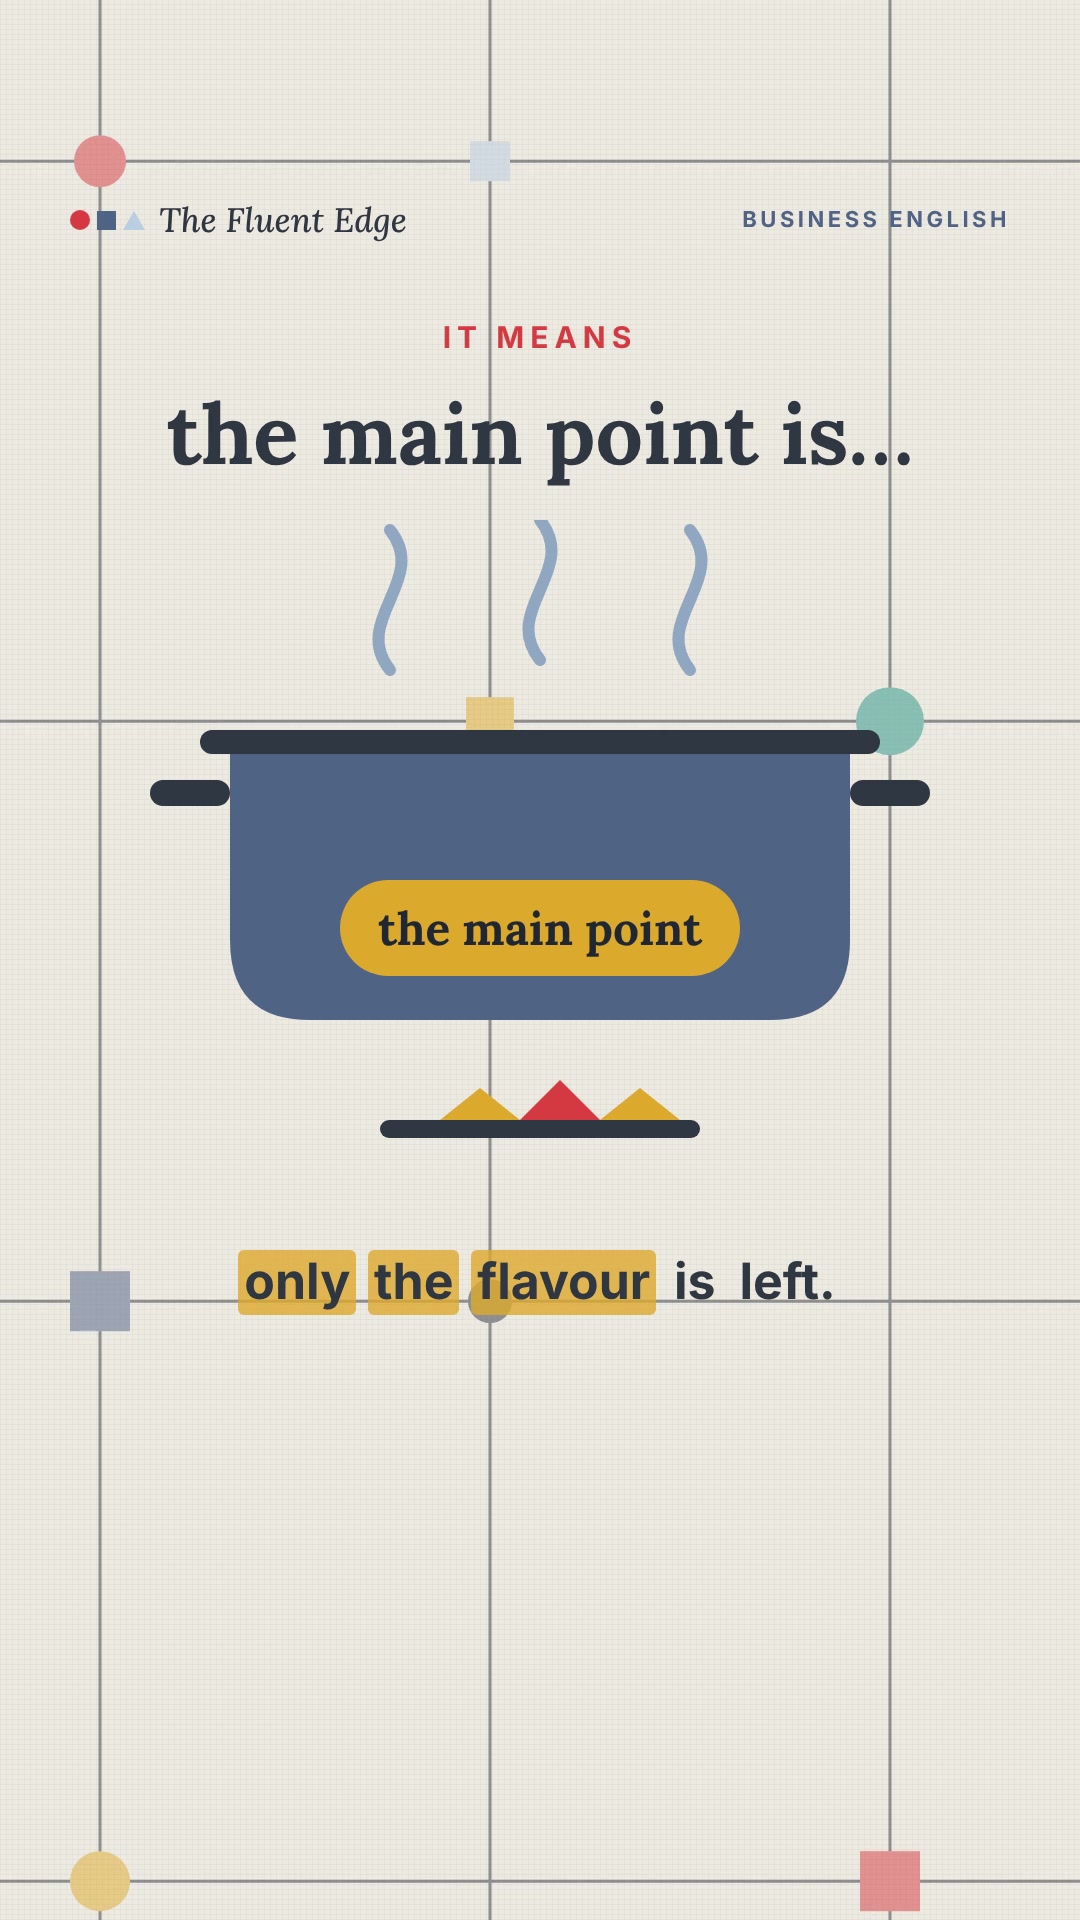 The Fluent Edge
BUSINESS ENGLISH
IT MEANS
the main point is...
the main point
only the flavour is left.